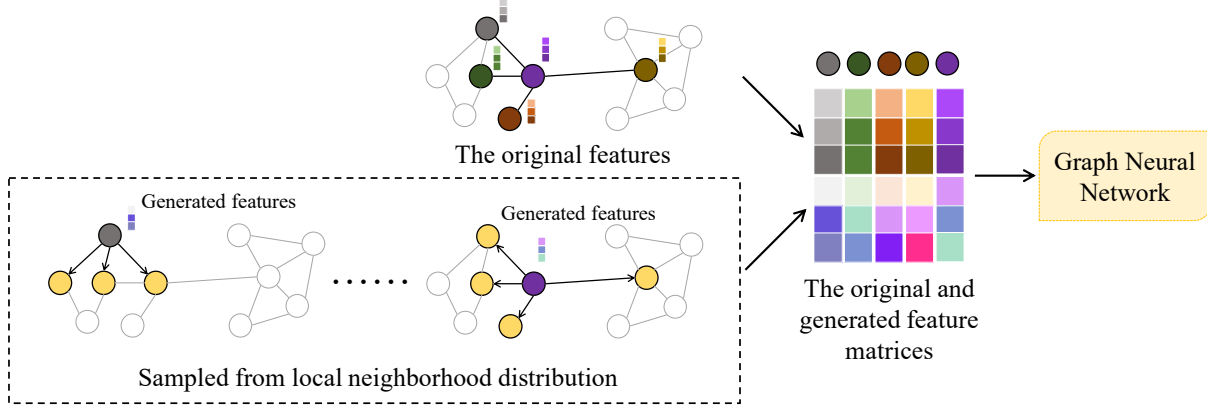 The original features
Generated features
Generated features
Sampled from local neighborhood distribution
The original and
generated feature
matrices
Graph Neural
Network